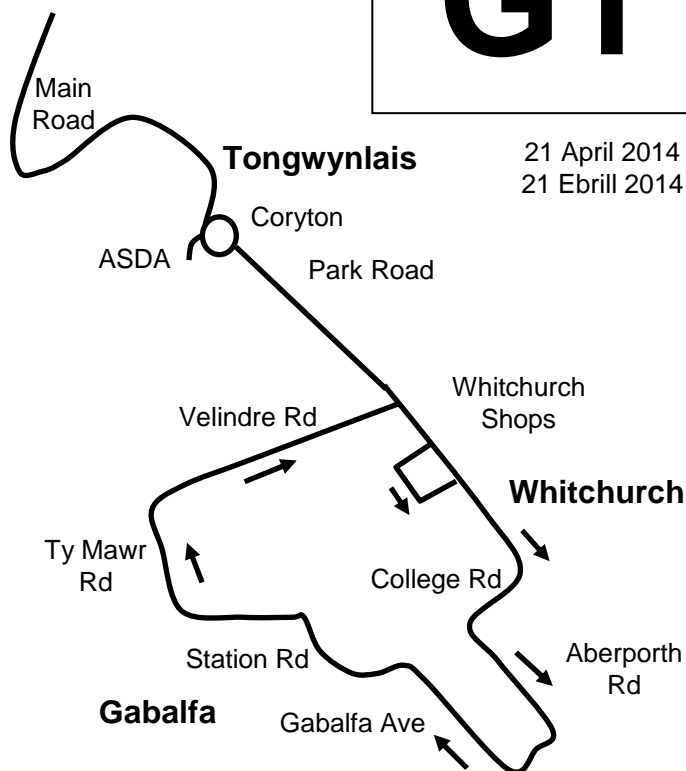 G1
Main
Road
Tongwynlais
21 April 2014
21 Ebrill 2014
Coryton
ASDA
Park Road
Whitchurch
Shops
Velindre Rd
Whitchurch
Ty Mawr
Rd
College Rd
Station Rd
Aberporth
Rd
Gabalfa
Gabalfa Ave